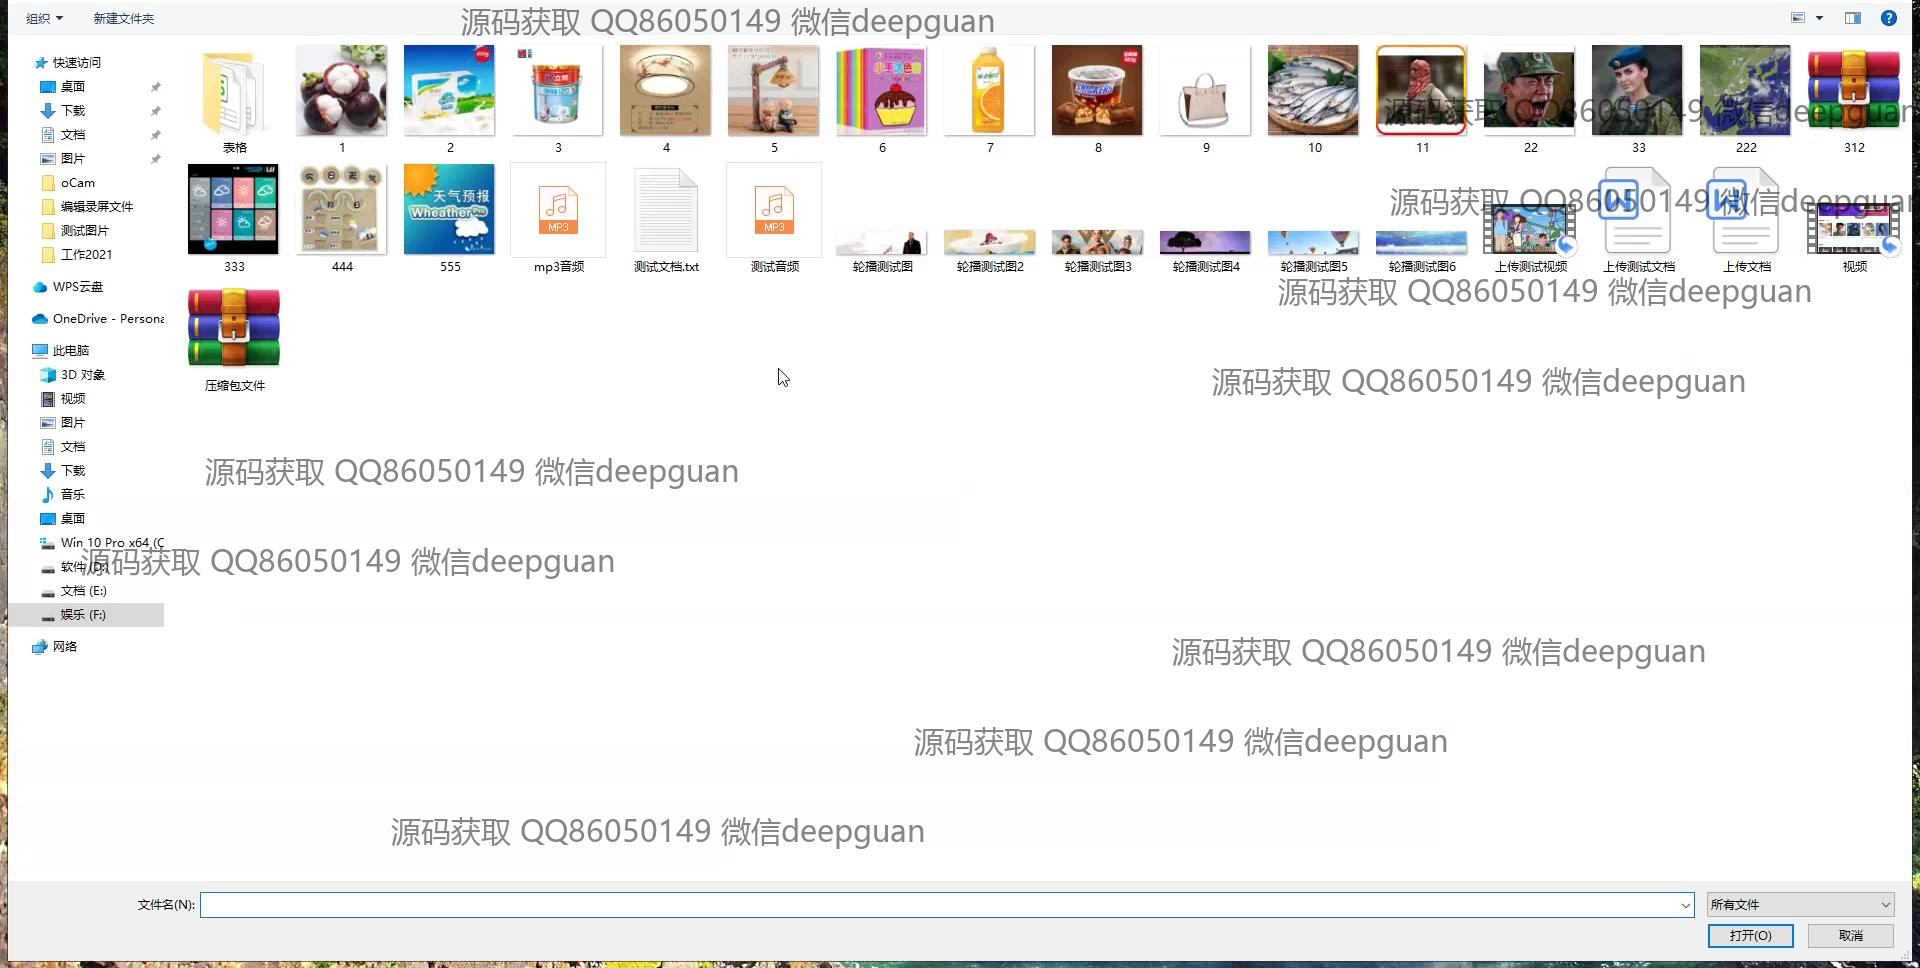 组织 新建文件夹
源码获取 QQ86050149 微信deepguan
快速访问
桌面
下载
文档
图片
oCam
编辑录屏文件
测试图片
工作2021
WPS云盘
OneDrive - Persona
此电脑
3D 对象
视频
图片
文档
下载
音乐
桌面
Win 10 Pro x64 (C
软件 (D:)
文档 (E:)
娱乐 (F:)
网络
表格 1 2 3 4 5 6 7 8 9 10 11 22 33 222 312
源码获取 QQ86050149 微信deepguan
今日天气
天气预报
Wheather
MP3
MP3
333 444 555 mp3音频 测试文档.txt 测试音频 轮播测试图 轮播测试图2 轮播测试图3 轮播测试图4 轮播测试图5 轮播测试图6 上传测试视频 上传测试文档 上传文档 视频
源码获取 QQ86050149 微信deepguan
源码获取 QQ86050149 微信deepguan
压缩包文件
源码获取 QQ86050149 微信deepguan
源码获取 QQ86050149 微信deepguan
源码获取 QQ86050149 微信deepguan
源码获取 QQ86050149 微信deepguan
源码获取 QQ86050149 微信deepguan
源码获取 QQ86050149 微信deepguan
文件名(N): 所有文件
打开(O) 取消